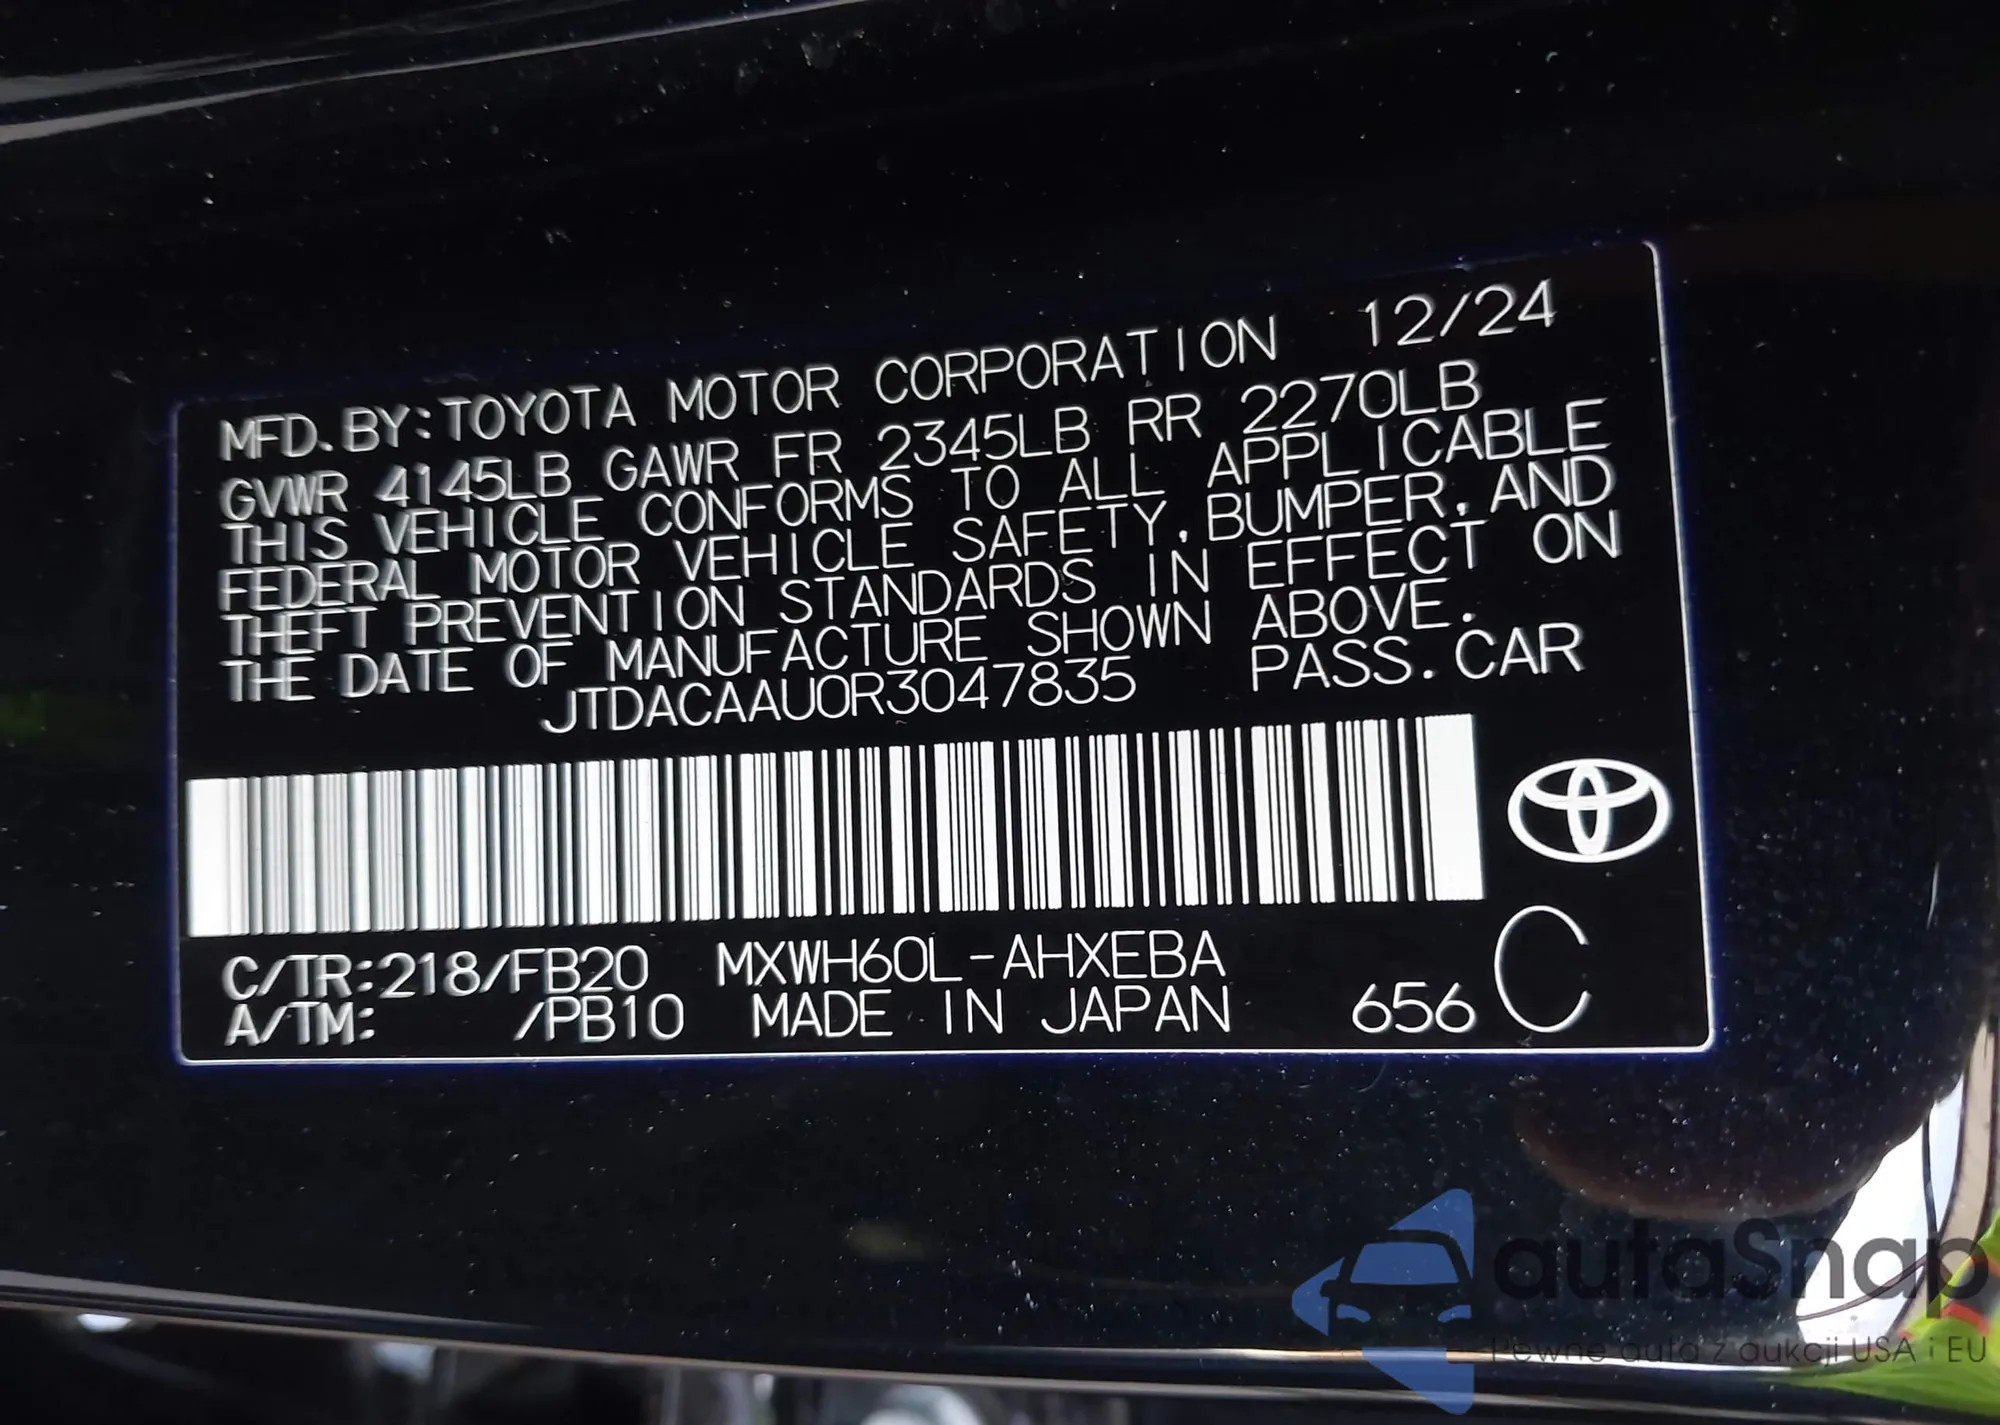 MFD.BY:TOYOTA MOTOR CORPORATION 12/24
GVWR 4145LB GAWR FR 2345LB RR 2270LB
THIS VEHICLE CONFORMS TO ALL APPLICABLE
FEDERAL MOTOR VEHICLE SAFETY,BUMPER,AND
THEFT PREVENTION STANDARDS IN EFFECT ON
THE DATE OF MANUFACTURE SHOWN ABOVE.
JTDACAAU0R3047835 PASS.CAR
C/TR:218/FB20 MXWH60L-AHXEBA
A/TM: /PB10 MADE IN JAPAN 656 C
autaSnap
Pewne auta z aukcji USA i EU